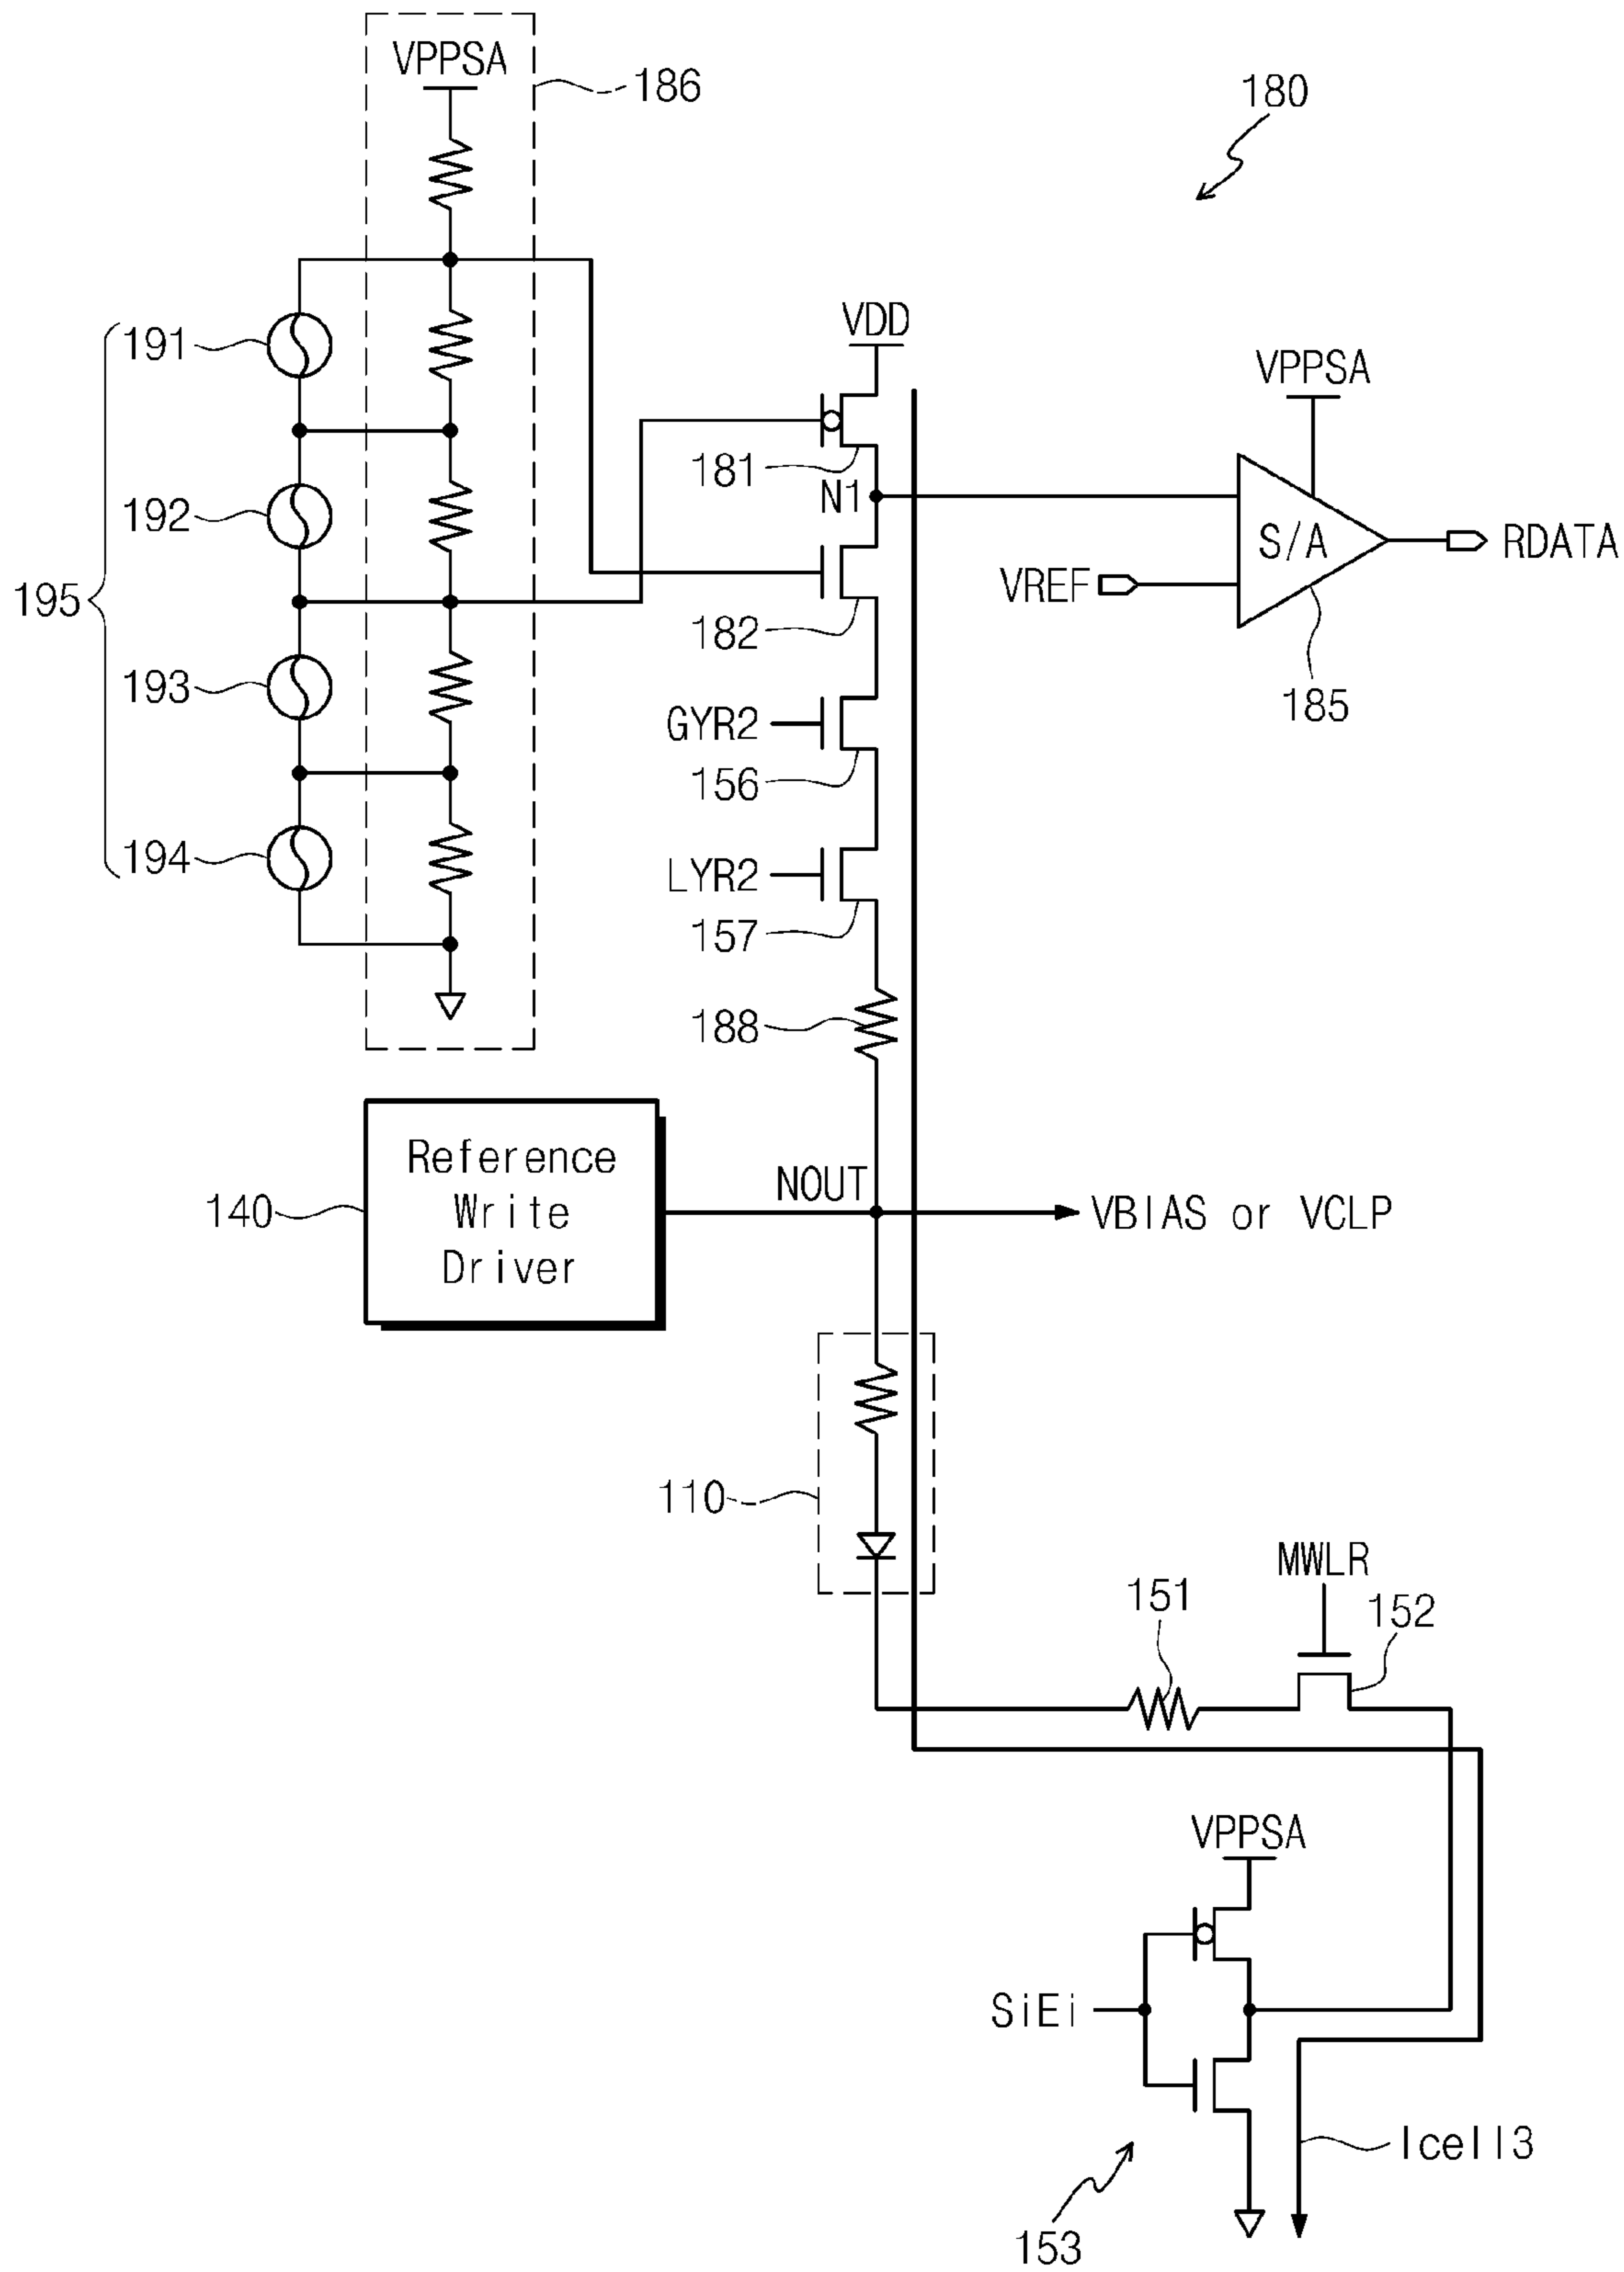 VPPSA
186
180
191
VDD
VPPSA
181
192
N1
S/A
RDATA
VREF
195
182
193
185
GYR2
156
194
LYR2
157
188
Reference
Write
Driver
140
NOUT
VBIAS or VCLP
110
MWLR
151
152
VPPSA
SiEi
Icell3
153